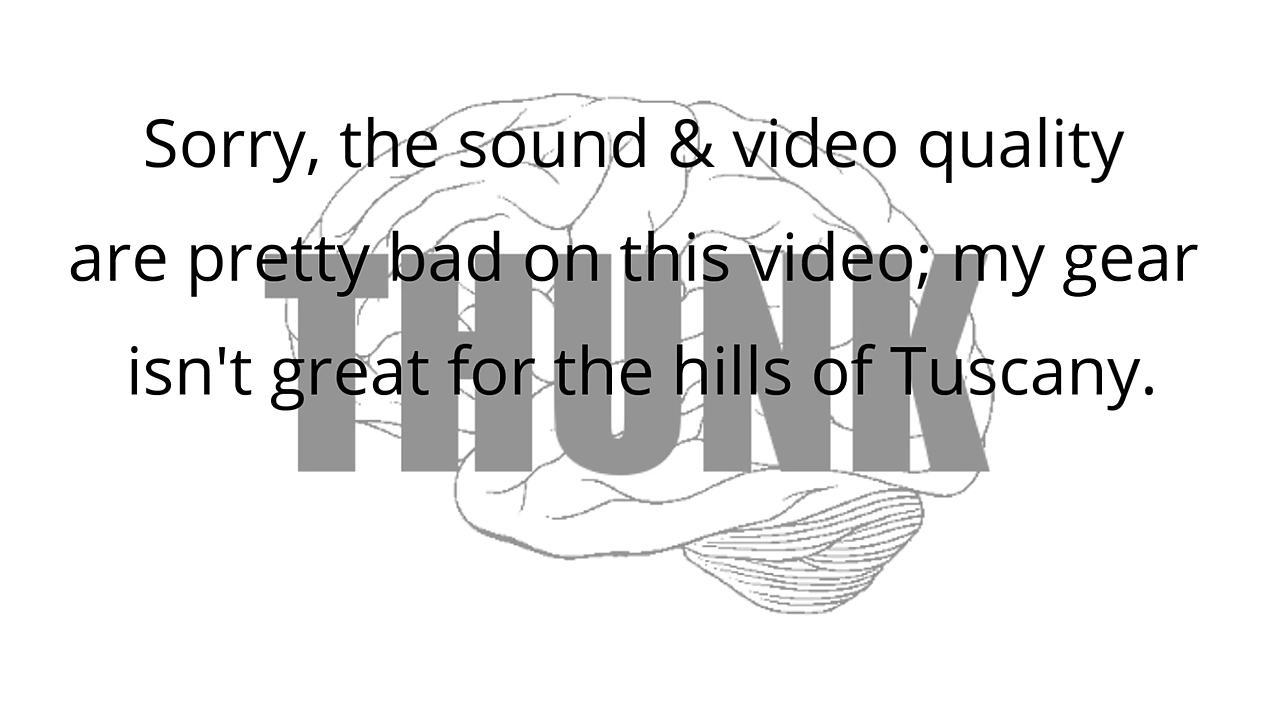 Sorry, the sound & video quality
are pretty bad on this video; my gear
THUNK
isn't great for the hills of Tuscany.